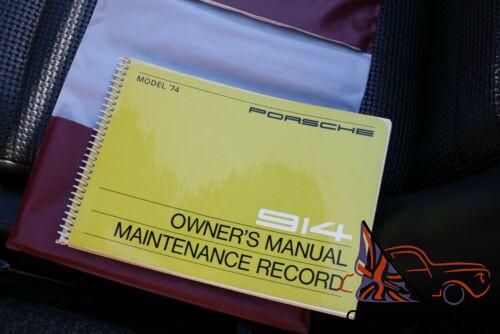 MODEL '74
PORSCHE
914
OWNER'S MANUAL
MAINTENANCE RECORD